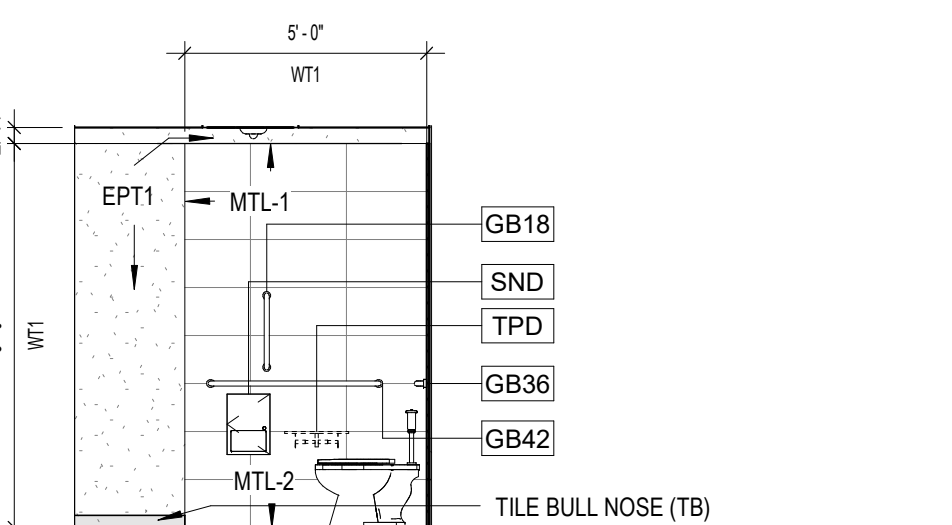 5' - 0"
WT1
EPT1
MTL-1
GB18
SND
TPD
WT1
GB36
GB42
MTL-2
TILE BULL NOSE (TB)